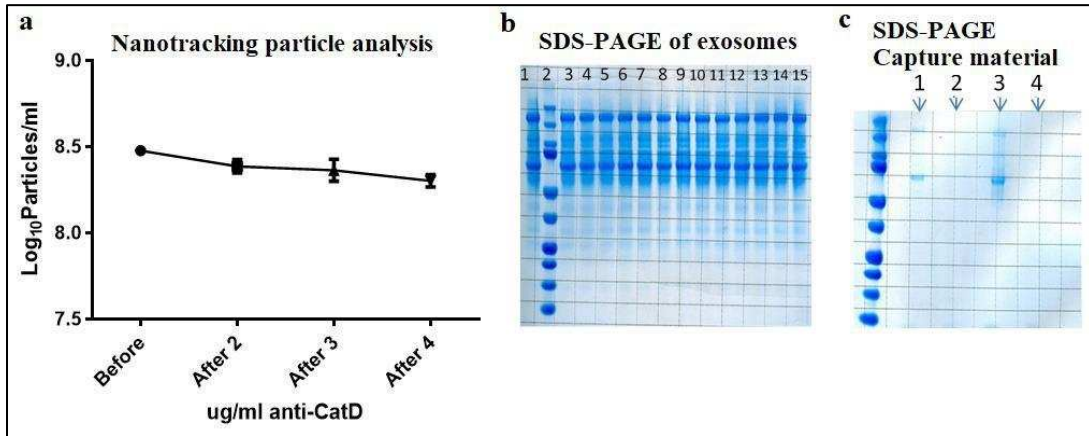 a
Nanotracking particle analysis
9.0
8.5
8.0
7.5
Log10Particles/ml
Before
After 2
After 3
After 4
ug/ml anti-CatD
b
SDS-PAGE of exosomes
1 2 3 4 5 6 7 8 9 10 11 12 13 14 15
c
SDS-PAGE
Capture material
1 2 3 4